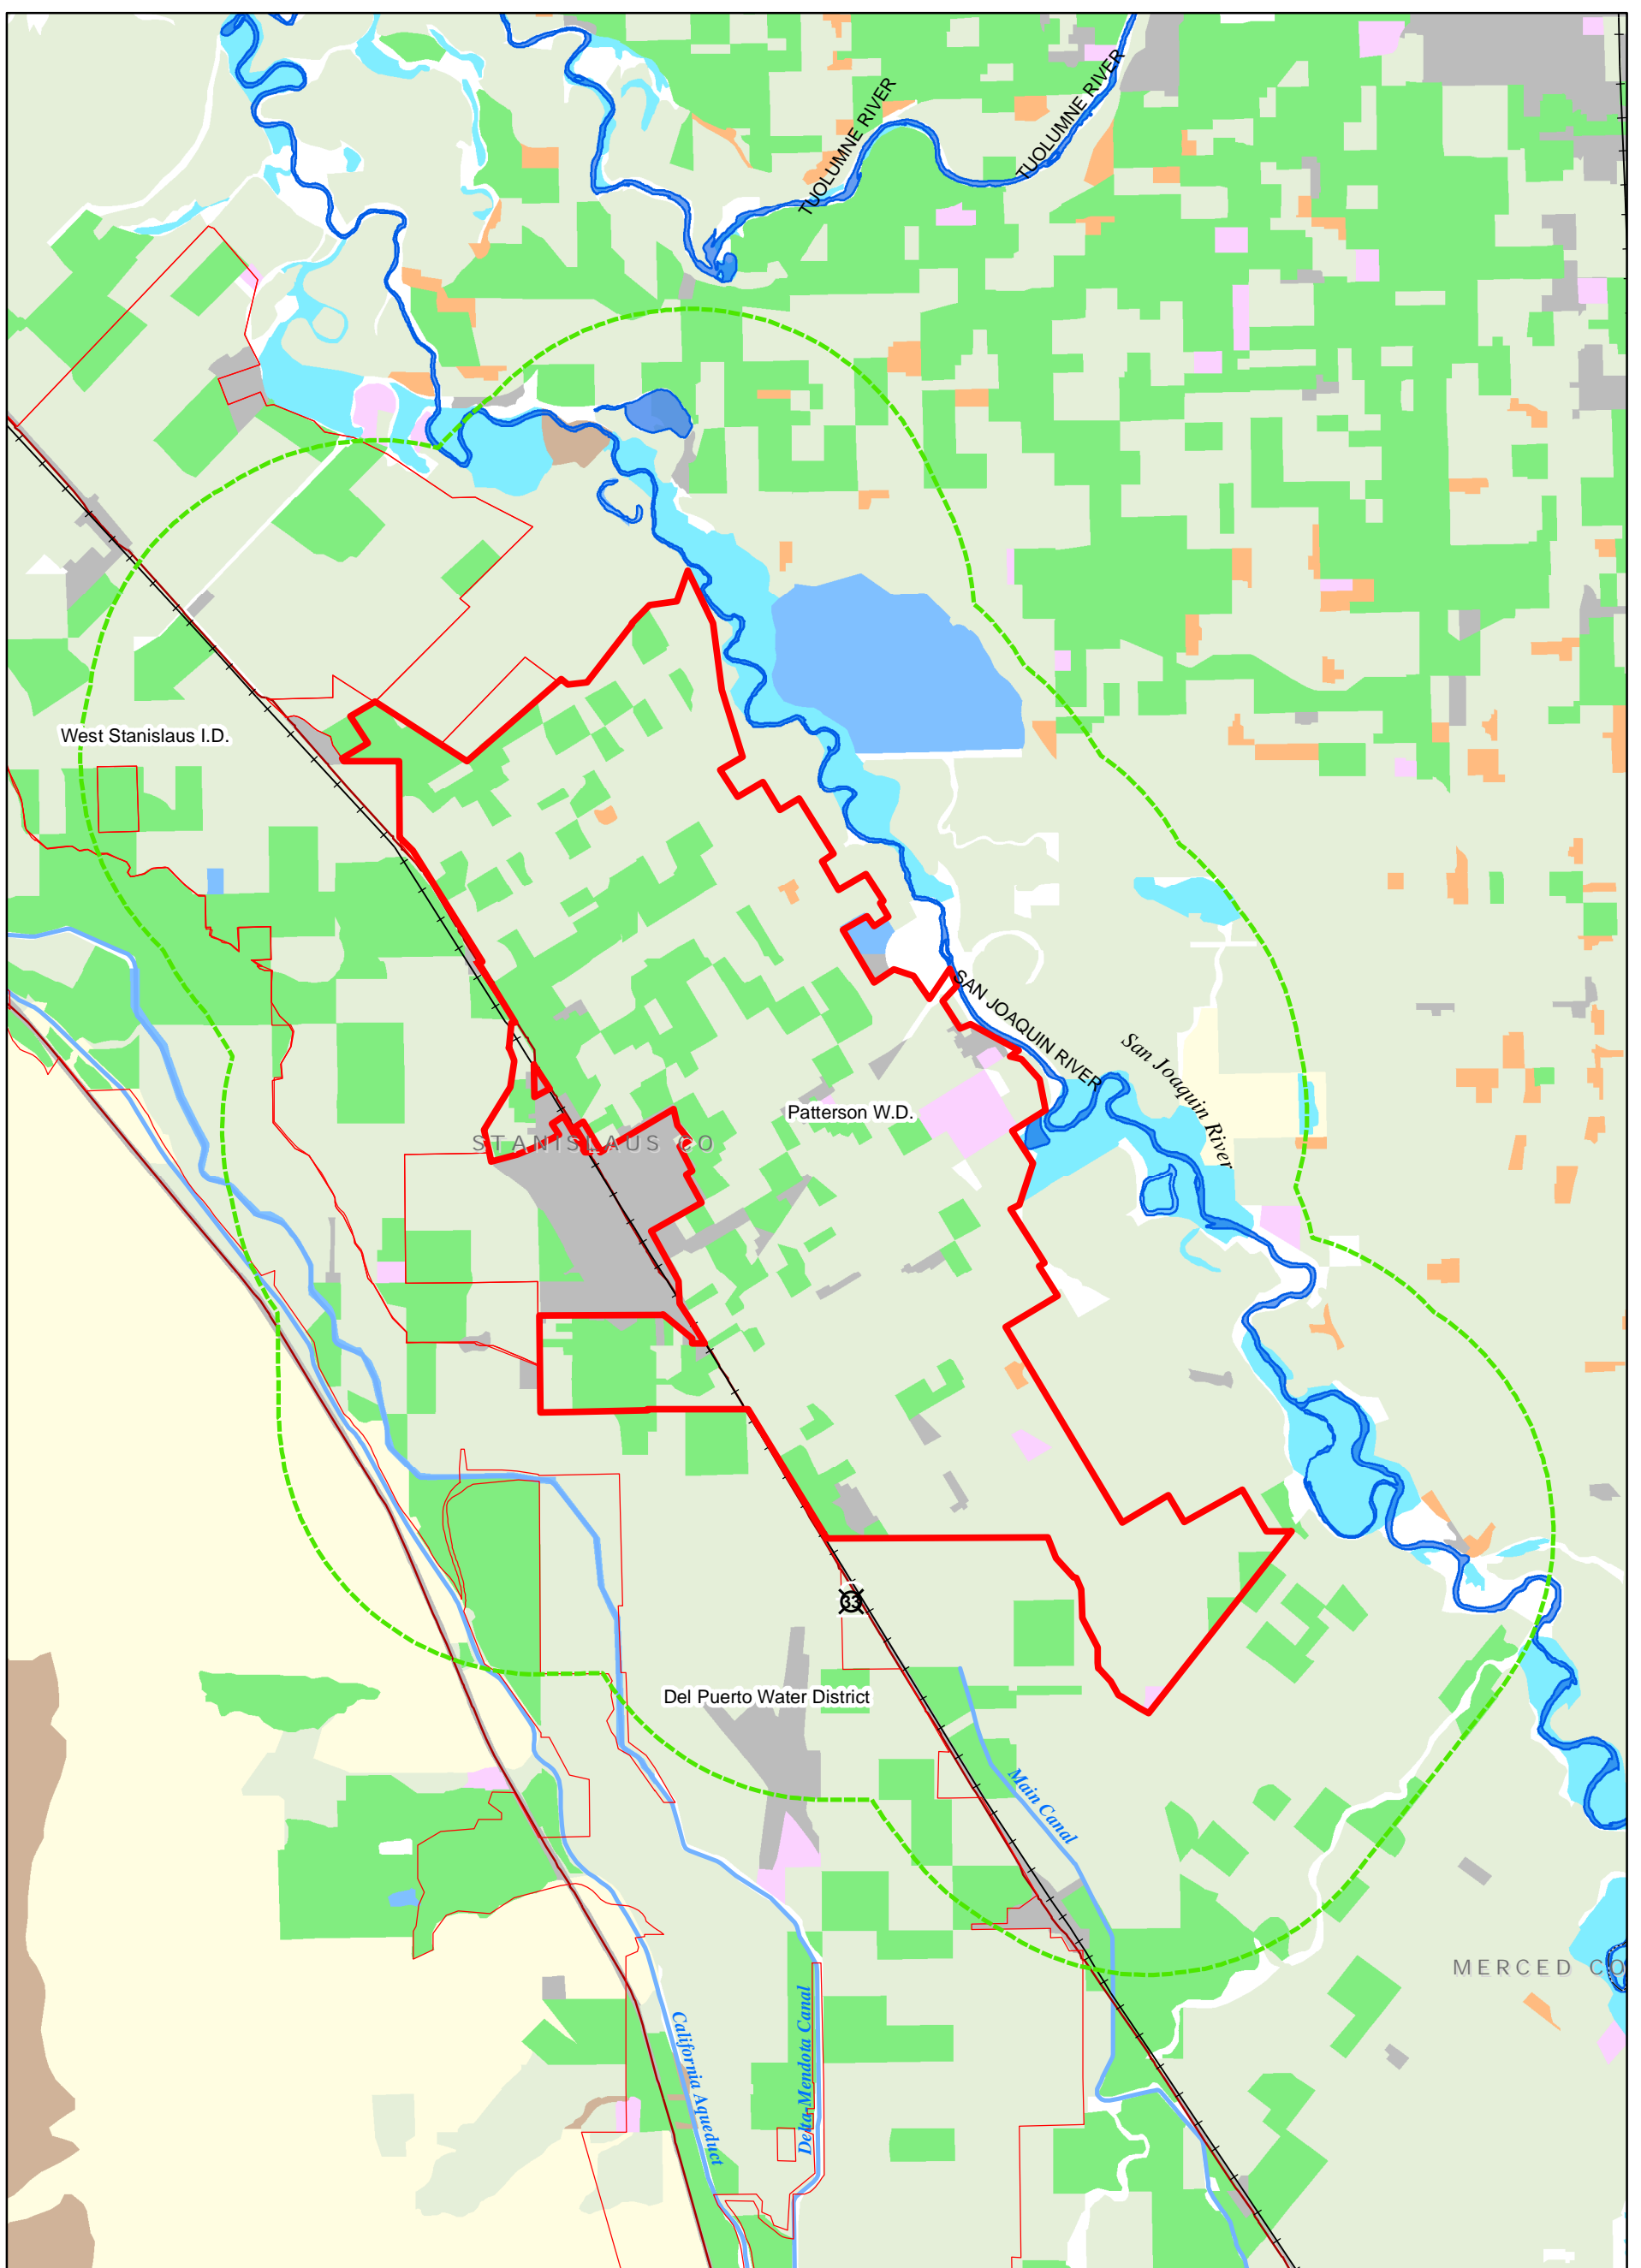 TUOLUMNE RIVER
TUOLUMNE RIVER
West Stanislaus I.D.
SAN JOAQUIN RIVER
San Joaquin River
Patterson W.D.
STANISLAUS CO
33
Del Puerto Water District
Main Canal
MERCED CO
California Aqueduct
Delta-Mendota Canal